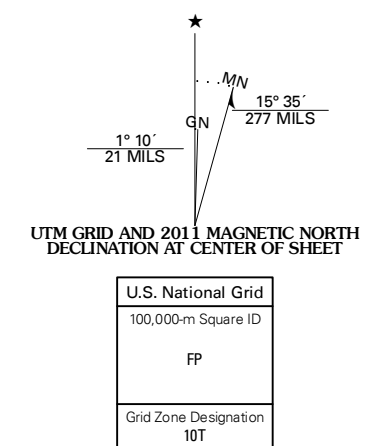 ★
MN
15° 35´
277 MILS
GN
1° 10´
21 MILS
UTM GRID AND 2011 MAGNETIC NORTH
DECLINATION AT CENTER OF SHEET
U.S. National Grid
100,000-m Square ID
FP
Grid Zone Designation
10T